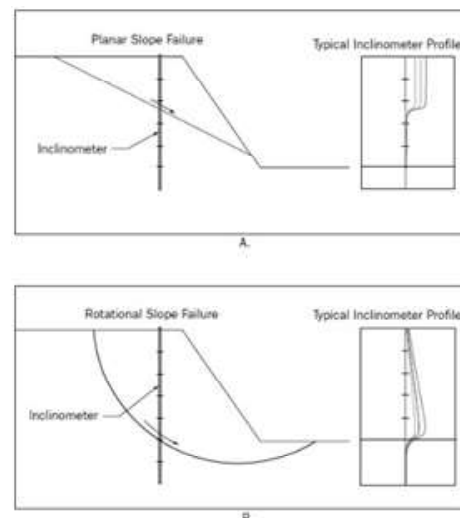 Planar Slope Failure
Typical Inclinometer Profile
Inclinometer
A.
Rotational Slope Failure
Typical Inclinometer Profile
Inclinometer